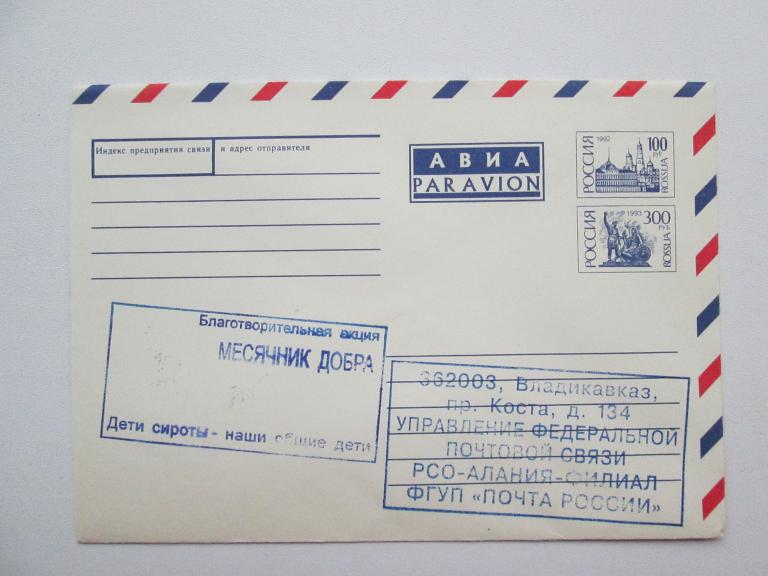 Индекс предприятия связи и адрес отправителя
АВИА
PAR AVION
РОССИЯ
1992
100
РУБ
ROSSIJA
РОССИЯ
1993
300
РУБ
ROSSIJA
Благотворительная акция
МЕСЯЧНИК ДОБРА
Дети сироты - наши общие дети
362003, Владикавказ,
пр. Коста, д. 134
УПРАВЛЕНИЕ ФЕДЕРАЛЬНОЙ
ПОЧТОВОЙ СВЯЗИ
РСО-АЛАНИЯ-ФИЛИАЛ
ФГУП «ПОЧТА РОССИИ»